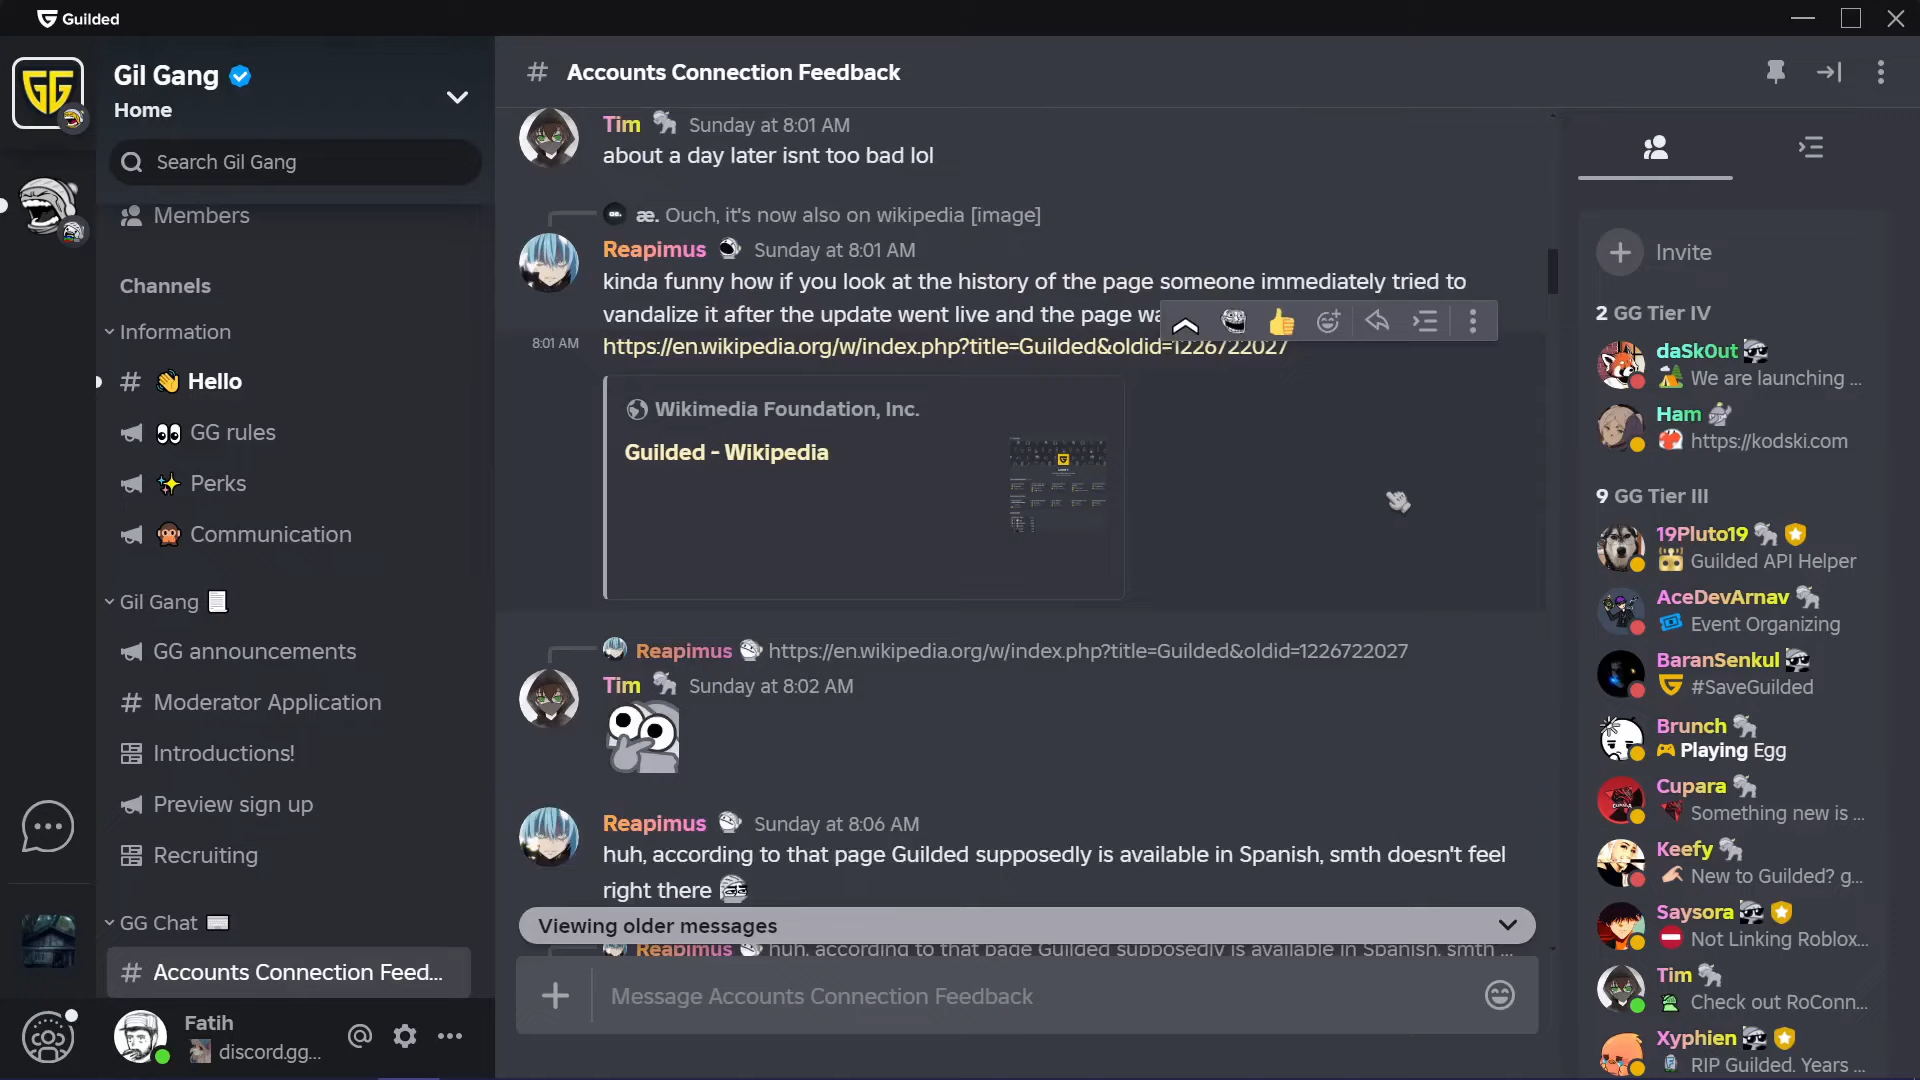 Guilded
Gil Gang
Home
Search Gil Gang
Members
Channels
Information
Hello
GG rules
Perks
Communication
Gil Gang
GG announcements
Moderator Application
Introductions!
Preview sign up
Recruiting
GG Chat
Accounts Connection Feed...
Fatih
discord.gg...
Accounts Connection Feedback
Tim Sunday at 8:01 AM
about a day later isnt too bad lol
æ. Ouch, it's now also on wikipedia [image]
Reapimus Sunday at 8:01 AM
kinda funny how if you look at the history of the page someone immediately tried to
vandalize it after the update went live and the page wa
8:01 AM https://en.wikipedia.org/w/index.php?title=Guilded&oldid=1226722027
Wikimedia Foundation, Inc.
Guilded - Wikipedia
Reapimus https://en.wikipedia.org/w/index.php?title=Guilded&oldid=1226722027
Tim Sunday at 8:02 AM
Reapimus Sunday at 8:06 AM
huh, according to that page Guilded supposedly is available in Spanish, smth doesn't feel
right there
Viewing older messages
Reapimus huh, according to that page Guilded supposedly is available in Spanish, smth ...
Message Accounts Connection Feedback
Invite
2 GG Tier IV
daSk0ut
We are launching ...
Ham
https://kodski.com
9 GG Tier III
19Pluto19
Guilded API Helper
AceDevArnav
Event Organizing
BaranSenkul
#SaveGuilded
Brunch
Playing Egg
Cupara
Something new is ...
Keefy
New to Guilded? g...
Saysora
Not Linking Roblox...
Tim
Check out RoConn...
Xyphien
RIP Guilded. Years ...